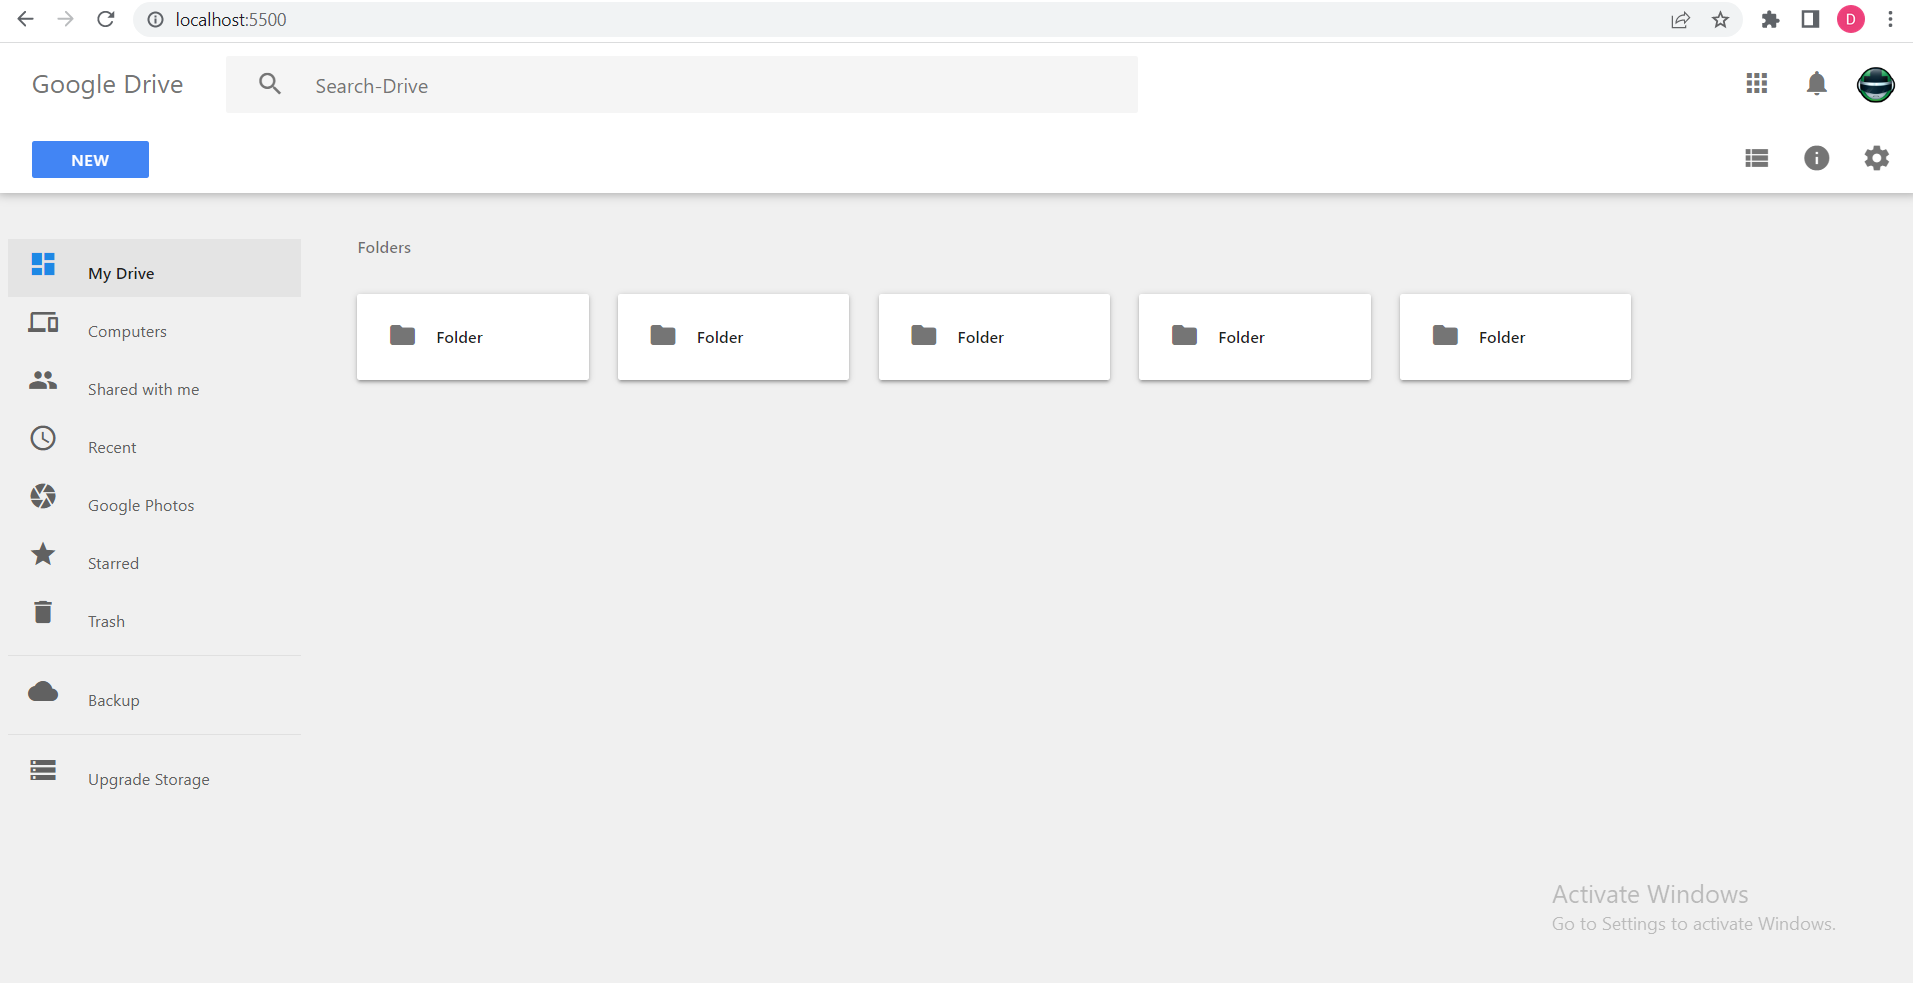 localhost:5500
D
Google Drive
Search-Drive
NEW
My Drive
Computers
Shared with me
Recent
Google Photos
Starred
Trash
Backup
Upgrade Storage
Folders
Folder
Folder
Folder
Folder
Folder
Activate Windows
Go to Settings to activate Windows.